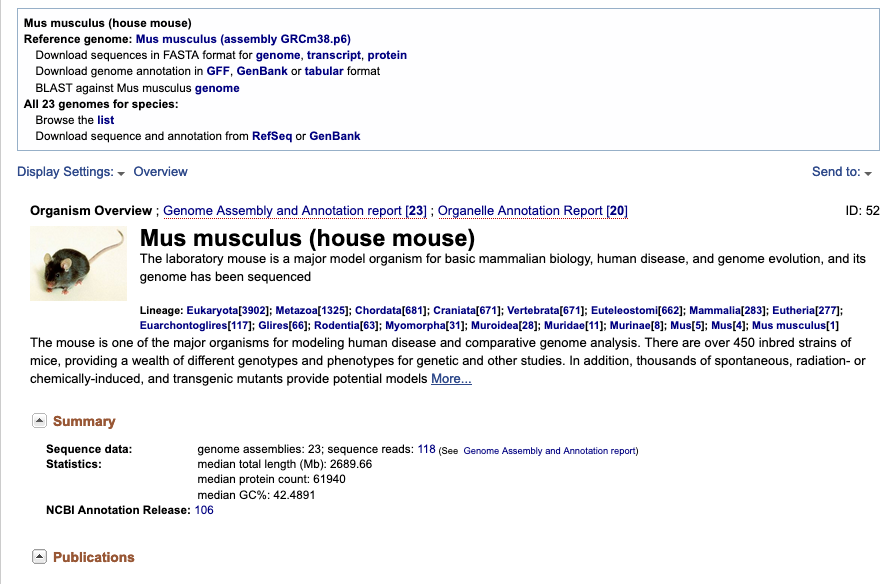 Mus musculus (house mouse)
Reference genome: Mus musculus (assembly GRCm38.p6)
Download sequences in FASTA format for genome, transcript, protein
Download genome annotation in GFF, GenBank or tabular format
BLAST against Mus musculus genome
All 23 genomes for species:
Browse the list
Download sequence and annotation from RefSeq or GenBank
Display Settings: Overview Send to:
Organism Overview ; Genome Assembly and Annotation report [23] ; Organelle Annotation Report [20] ID: 52
Mus musculus (house mouse)
The laboratory mouse is a major model organism for basic mammalian biology, human disease, and genome evolution, and its
genome has been sequenced
Lineage: Eukaryota[3902]; Metazoa[1325]; Chordata[681]; Craniata[671]; Vertebrata[671]; Euteleostomi[662]; Mammalia[283]; Eutheria[277];
Euarchontoglires[117]; Glires[66]; Rodentia[63]; Myomorpha[31]; Muroidea[28]; Muridae[11]; Murinae[8]; Mus[5]; Mus[4]; Mus musculus[1]
The mouse is one of the major organisms for modeling human disease and comparative genome analysis. There are over 450 inbred strains of
mice, providing a wealth of different genotypes and phenotypes for genetic and other studies. In addition, thousands of spontaneous, radiation- or
chemically-induced, and transgenic mutants provide potential models More...
Summary
Sequence data: genome assemblies: 23; sequence reads: 118 (See Genome Assembly and Annotation report)
Statistics: median total length (Mb): 2689.66
median protein count: 61940
median GC%: 42.4891
NCBI Annotation Release: 106
Publications